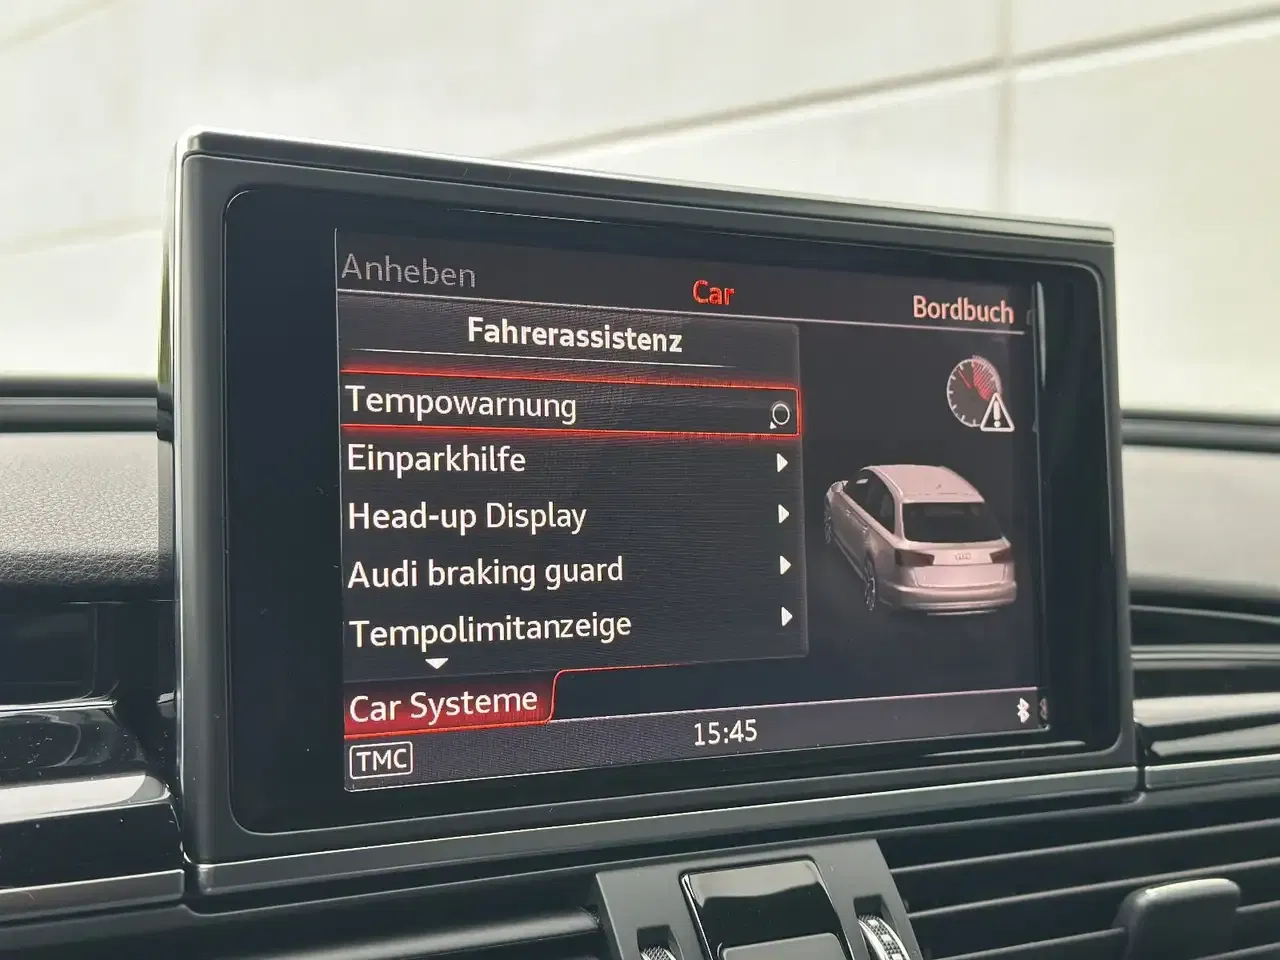 Anheben
Car
Bordbuch
Fahrerassistenz
Tempowarnung
Einparkhilfe
Head-up Display
Audi braking guard
Tempolimitanzeige
Car Systeme
TMC
15:45